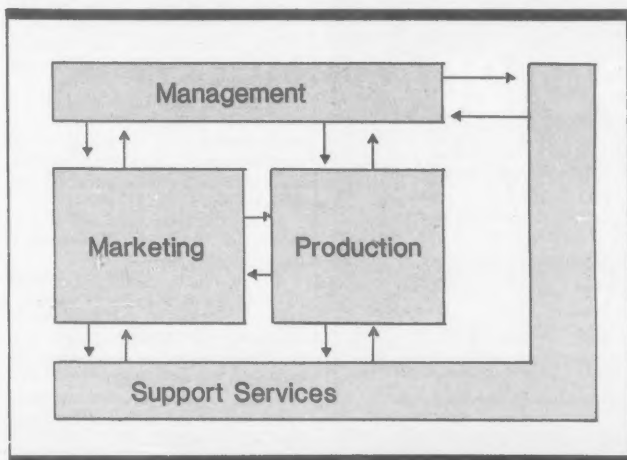 Management
Marketing
Production
Support Services